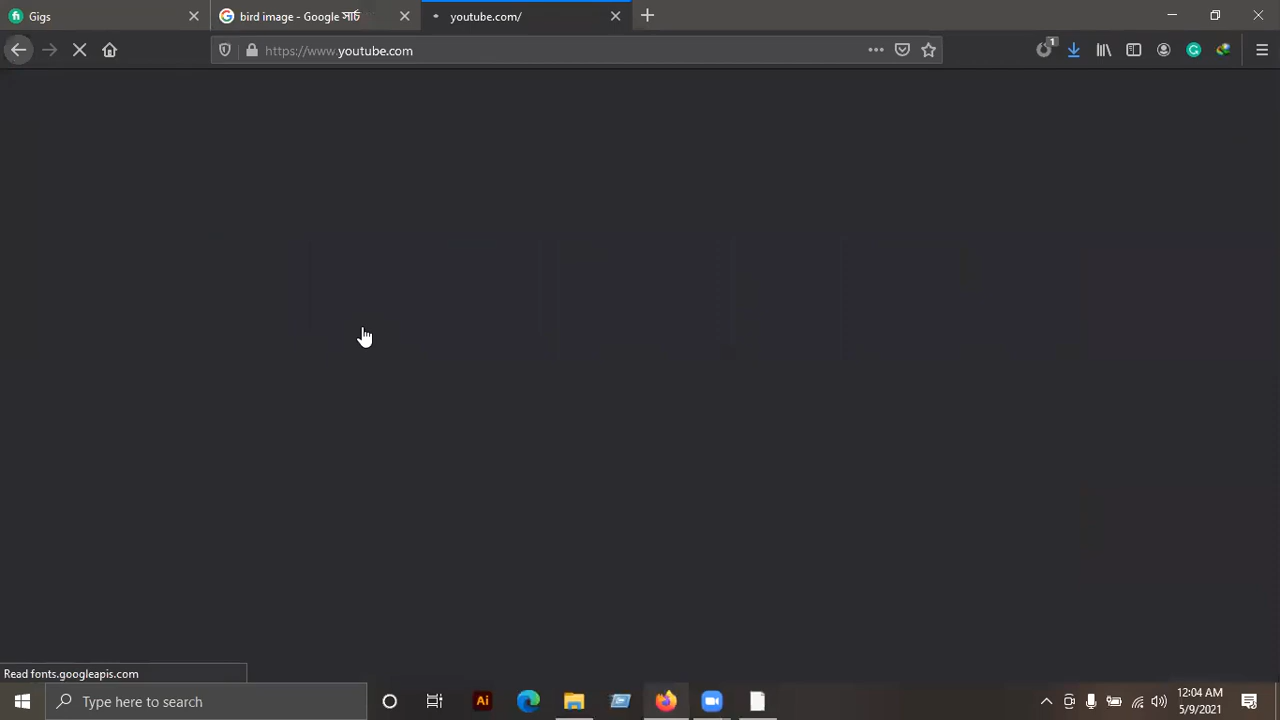 Gigs
bird image - Google সার্চ
youtube.com/
https://www.youtube.com
1
Read fonts.googleapis.com
Type here to search
Ai
12:04 AM
5/9/2021